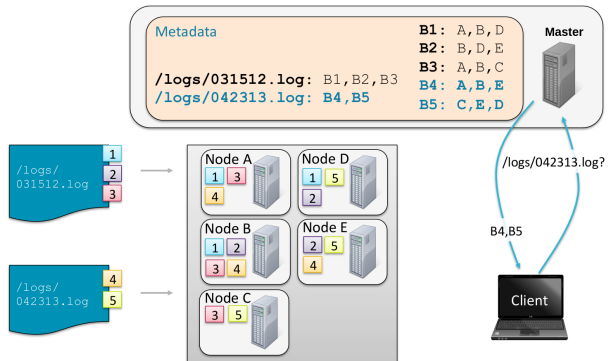 Metadata
B1: A,B,D
B2: B,D,E
/logs/031512.log: B1,B2,B3
B3: A,B,C
/logs/042313.log: B4,B5
B4: A,B,E
B5: C,E,D
Master
/logs/
031512.log
1
2
3
/logs/
042313.log
4
5
Node A
1 3
4
Node D
1 5
2
Node B
1 2
3 4
Node E
2 5
4
Node C
3 5
/logs/042313.log?
B4,B5
Client